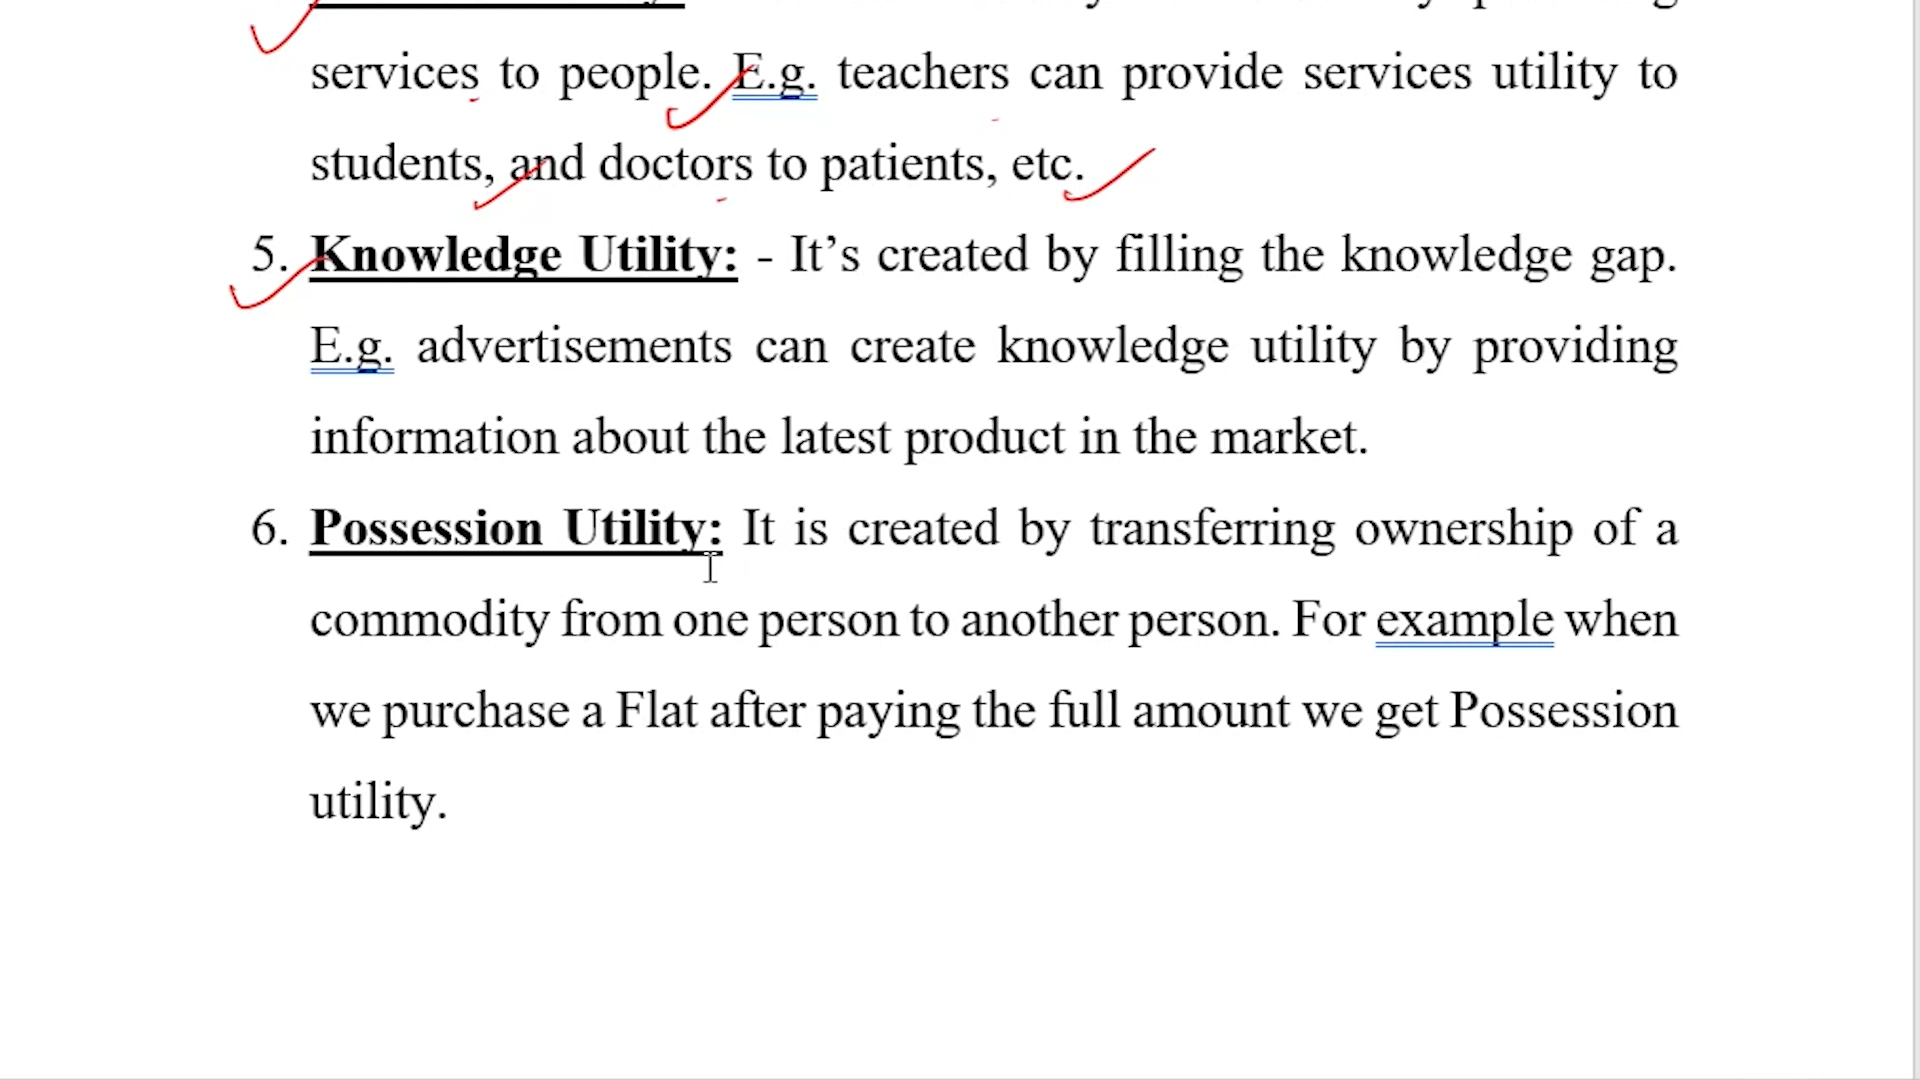 services to people. E.g. teachers can provide services utility to
students, and doctors to patients, etc.
5. Knowledge Utility: - It’s created by filling the knowledge gap.
E.g. advertisements can create knowledge utility by providing
information about the latest product in the market.
6. Possession Utility: It is created by transferring ownership of a
commodity from one person to another person. For example when
we purchase a Flat after paying the full amount we get Possession
utility.